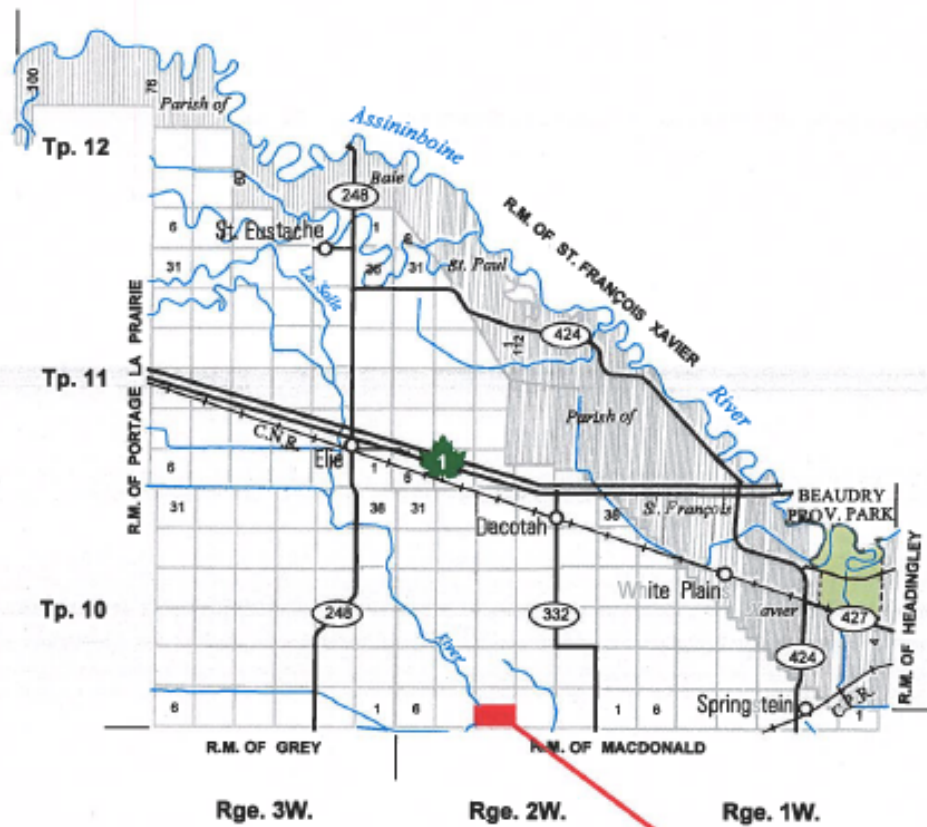 100
76
Parish of
Assininboine
Tp. 12
60
Baie
248
R.M. OF ST. FRANÇOIS XAVIER
6
St. Eustache
1
6
31
La Salle
36
31
St. Paul
R.M. OF PORTAGE LA PRAIRIE
424
1
112
Tp. 11
River
Parish of
C.N.R.
Elie
1
6
1
6
31
36
31
Dacotah
36
St. François
BEAUDRY
PROV. PARK
White Plains
Tp. 10
248
332
Xavier
427
R.M. OF HEADINGLEY
4
River
424
6
1
6
1
6
Springstein
C.P.R.
1
R.M. OF GREY
R.M. OF MACDONALD
Rge. 3W.
Rge. 2W.
Rge. 1W.